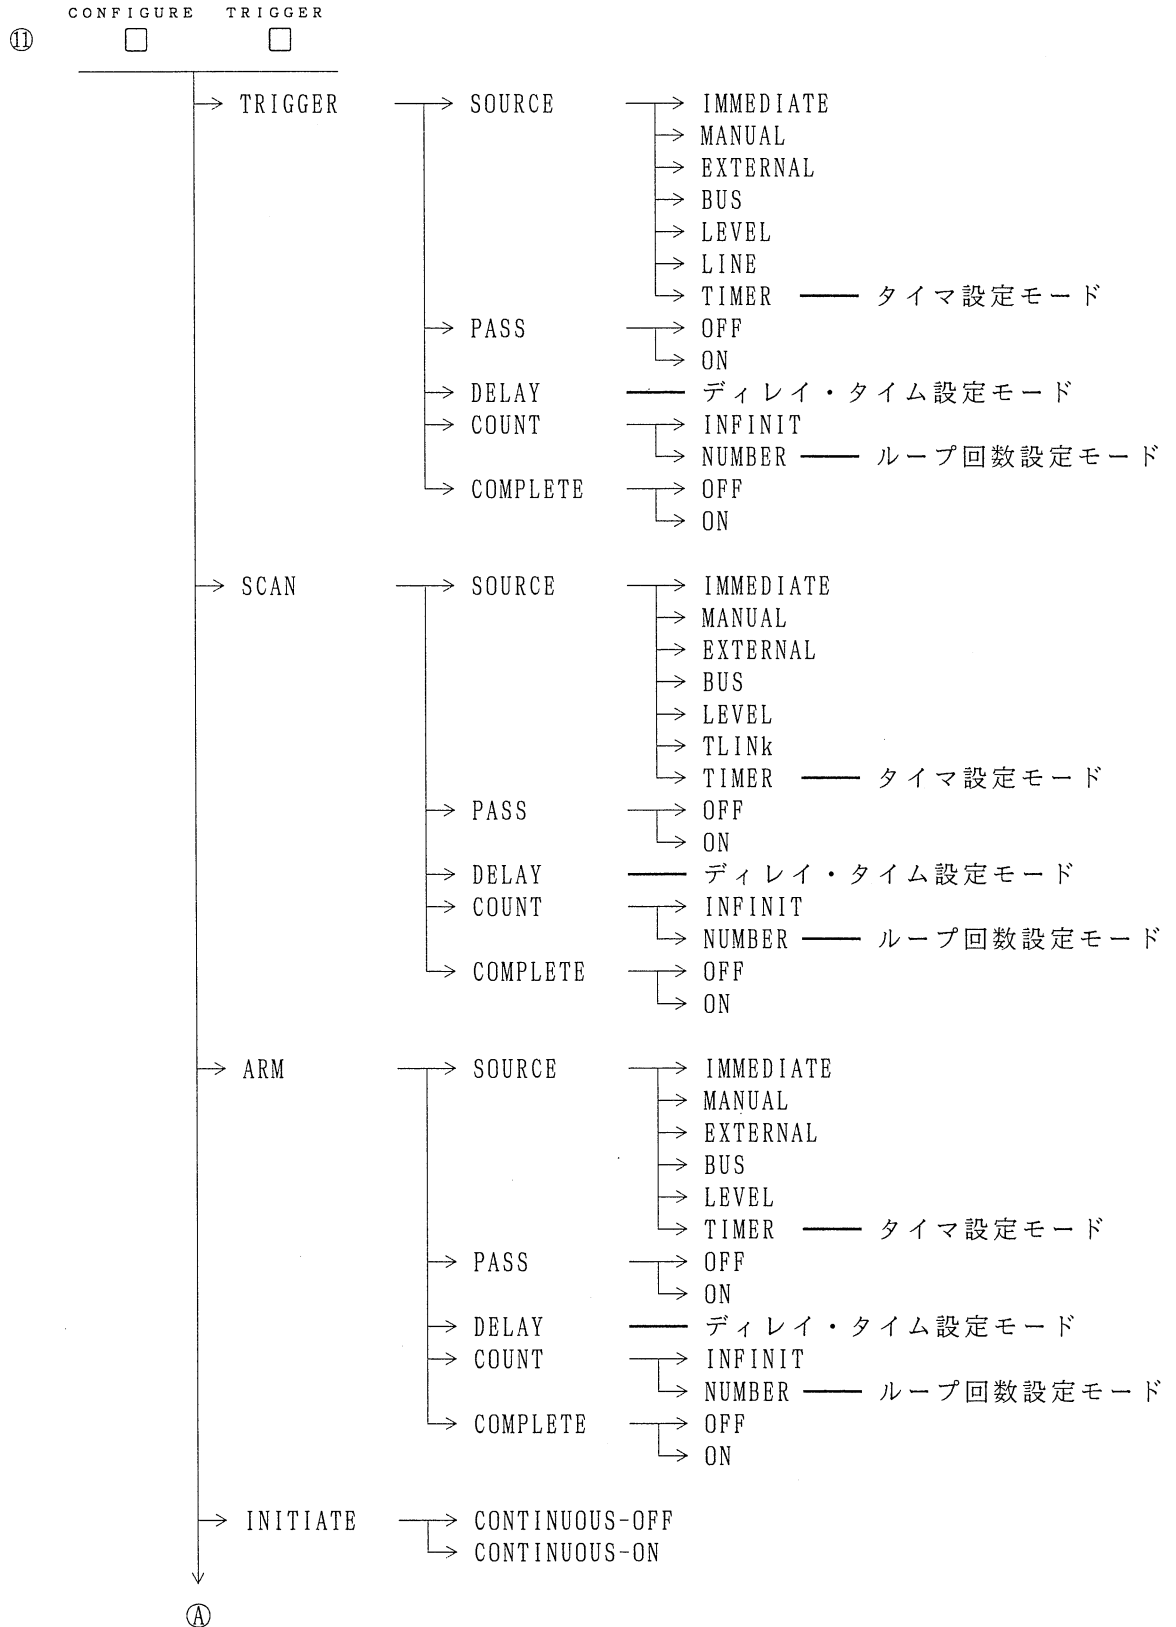 CONFIGURE TRIGGER
⑪
TRIGGER SOURCE IMMEDIATE
MANUAL
EXTERNAL
BUS
LEVEL
LINE
TIMER タイマ設定モード
PASS OFF
ON
DELAY ディレイ・タイム設定モード
COUNT INFINIT
NUMBER ループ回数設定モード
COMPLETE OFF
ON
SCAN SOURCE IMMEDIATE
MANUAL
EXTERNAL
BUS
LEVEL
TLINk
TIMER タイマ設定モード
PASS OFF
ON
DELAY ディレイ・タイム設定モード
COUNT INFINIT
NUMBER ループ回数設定モード
COMPLETE OFF
ON
ARM SOURCE IMMEDIATE
MANUAL
EXTERNAL
BUS
LEVEL
TIMER タイマ設定モード
PASS OFF
ON
DELAY ディレイ・タイム設定モード
COUNT INFINIT
NUMBER ループ回数設定モード
COMPLETE OFF
ON
INITIATE CONTINUOUS-OFF
CONTINUOUS-ON
Ⓐ